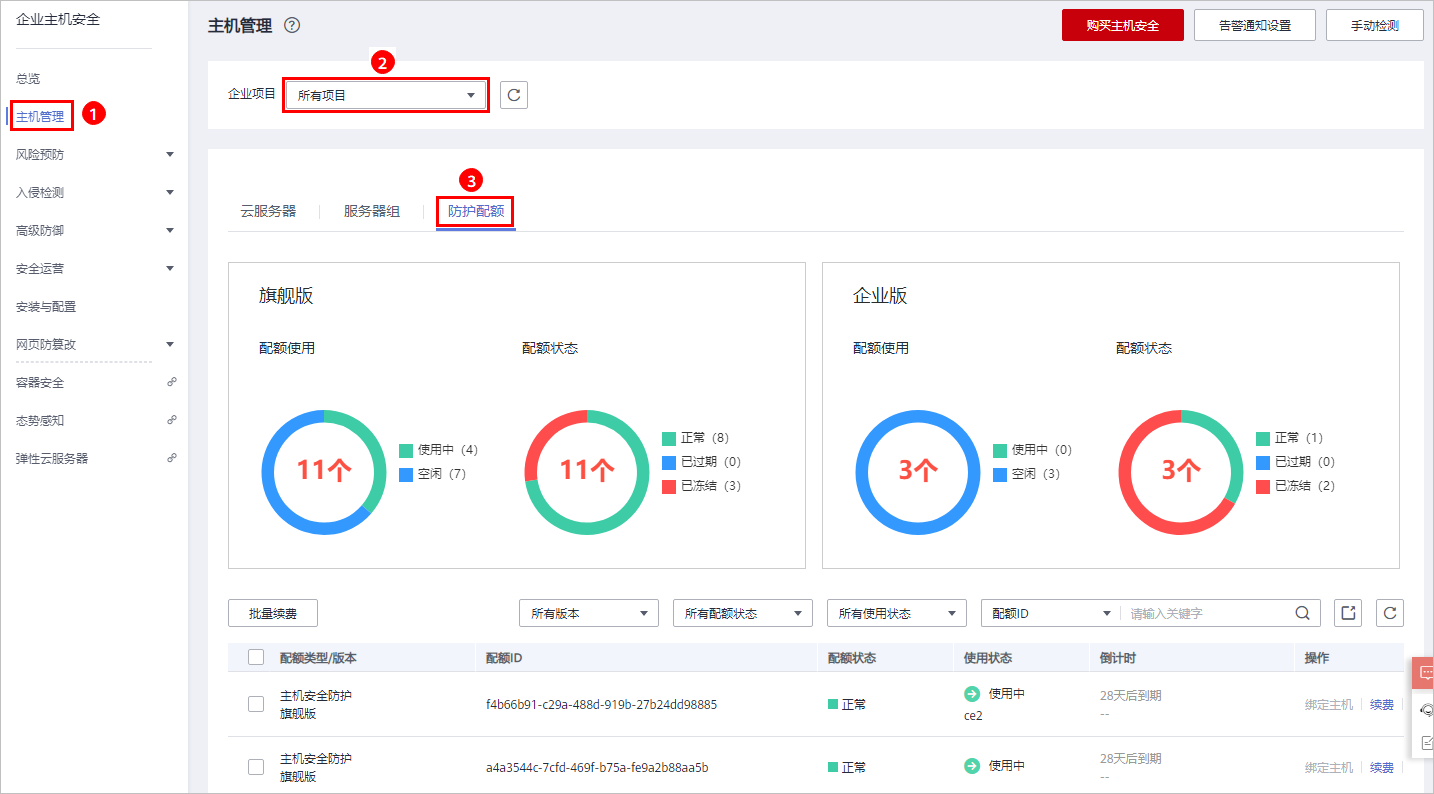 企业主机安全
总览
主机管理
1
风险预防
入侵检测
高级防御
安全运营
安装与配置
网页防篡改
容器安全
态势感知
弹性云服务器
主机管理 ?
购买主机安全 告警通知设置 手动检测
2
企业项目 所有项目
3
云服务器 服务器组 防护配额
旗舰版
配额使用 配额状态
11个
使用中 (4)
空闲 (7)
11个
正常 (8)
已过期 (0)
已冻结 (3)
企业版
配额使用 配额状态
3个
使用中 (0)
空闲 (3)
3个
正常 (1)
已过期 (0)
已冻结 (2)
批量续费 所有版本 所有配额状态 所有使用状态 配额ID 请输入关键字
配额类型/版本 配额ID 配额状态 使用状态 倒计时 操作
主机安全防护
旗舰版
f4b66b91-c29a-488d-919b-27b24dd98885
正常
使用中
ce2
28天后到期
--
绑定主机 续费
主机安全防护
旗舰版
a4a3544c-7cfd-469f-b75a-fe9a2b88aa5b
正常
使用中
28天后到期
--
绑定主机 续费